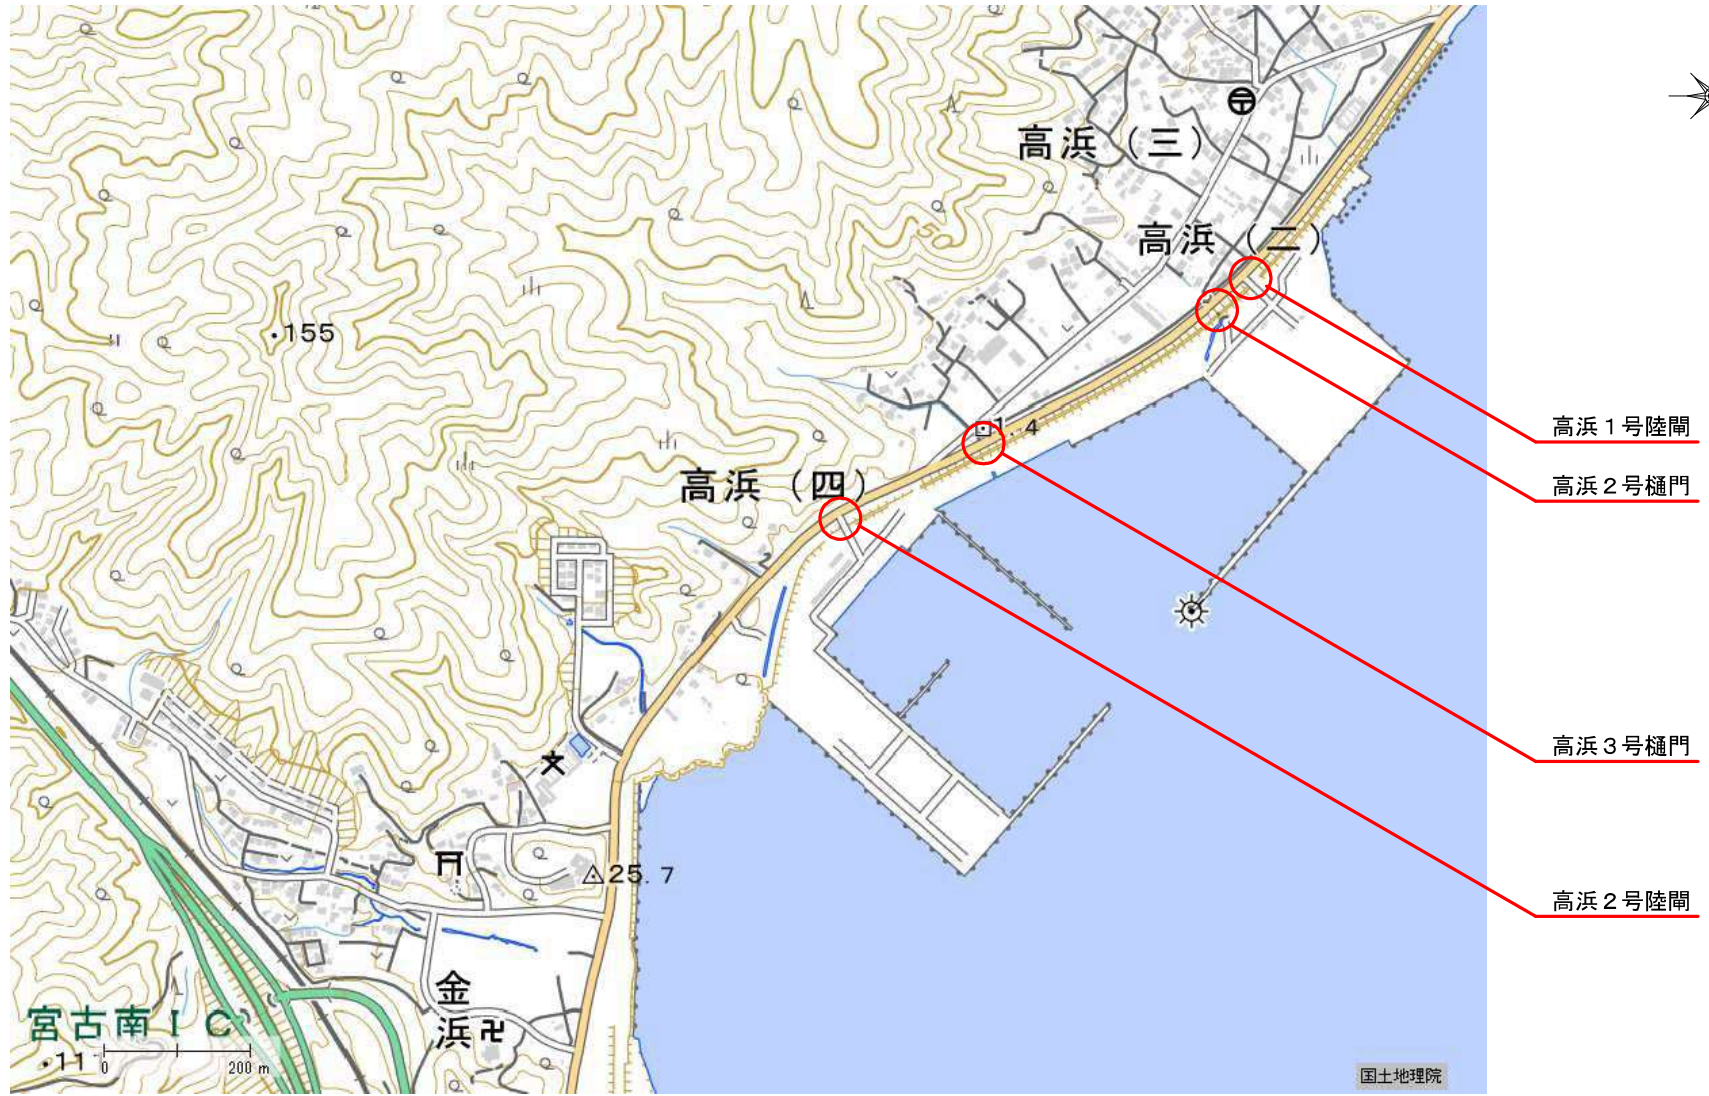 高浜（三）
高浜（二）
・155
50
高浜１号陸閘
1.4
高浜２号樋門
高浜（四）
2
高浜３号樋門
25.7
高浜２号陸閘
金浜
宮古南ＩＣ
・11
0
200 m
国土地理院